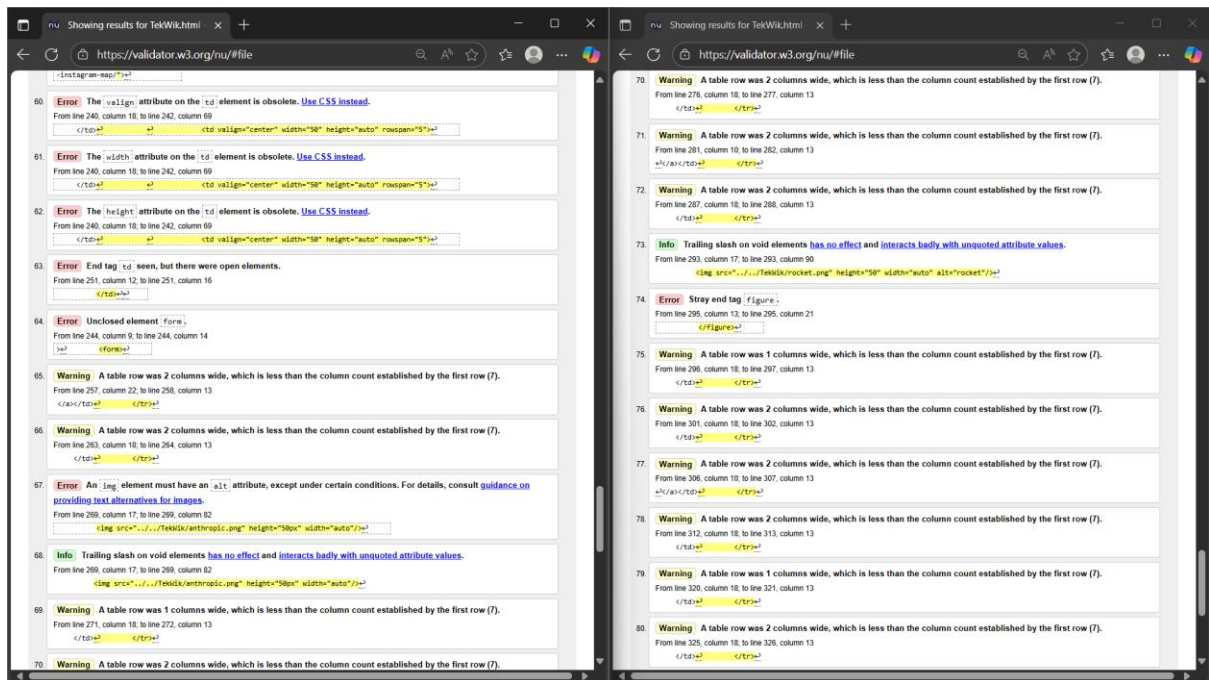 Showing results for TekWik.html
https://validator.w3.org/nu/#file
-instagram-map/">↩
60. Error The valign attribute on the td element is obsolete. Use CSS instead.
From line 240, column 18; to line 242, column 69
</td>↩ ↩ <td valign="center" width="50" height="auto" rowspan="5">↩
61. Error The width attribute on the td element is obsolete. Use CSS instead.
From line 240, column 18; to line 242, column 69
</td>↩ ↩ <td valign="center" width="50" height="auto" rowspan="5">↩
62. Error The height attribute on the td element is obsolete. Use CSS instead.
From line 240, column 18; to line 242, column 69
</td>↩ ↩ <td valign="center" width="50" height="auto" rowspan="5">↩
63. Error End tag td seen, but there were open elements.
From line 251, column 12; to line 251, column 16
</td>↩↩
64. Error Unclosed element form.
From line 244, column 9; to line 244, column 14
>↩ <form>↩
65. Warning A table row was 2 columns wide, which is less than the column count established by the first row (7).
From line 257, column 22; to line 258, column 13
</a></td>↩ </tr>↩
66. Warning A table row was 2 columns wide, which is less than the column count established by the first row (7).
From line 263, column 18; to line 264, column 13
</td>↩ </tr>↩
67. Error An img element must have an alt attribute, except under certain conditions. For details, consult guidance on
providing text alternatives for images.
From line 269, column 17; to line 269, column 82
<img src="../../TekWik/anthropic.png" height="50px" width="auto"/>↩
68. Info Trailing slash on void elements has no effect and interacts badly with unquoted attribute values.
From line 269, column 17; to line 269, column 82
<img src="../../TekWik/anthropic.png" height="50px" width="auto"/>↩
69. Warning A table row was 1 columns wide, which is less than the column count established by the first row (7).
From line 271, column 18; to line 272, column 13
</td>↩ </tr>↩
70. Warning A table row was 2 columns wide, which is less than the column count established by the first row (7).
Showing results for TekWik.html
https://validator.w3.org/nu/#file
70. Warning A table row was 2 columns wide, which is less than the column count established by the first row (7).
From line 276, column 18; to line 277, column 13
</td>↩ </tr>↩
71. Warning A table row was 2 columns wide, which is less than the column count established by the first row (7).
From line 281, column 10; to line 282, column 13
↩</a></td>↩ </tr>↩
72. Warning A table row was 2 columns wide, which is less than the column count established by the first row (7).
From line 287, column 18; to line 288, column 13
</td>↩ </tr>↩
73. Info Trailing slash on void elements has no effect and interacts badly with unquoted attribute values.
From line 293, column 17; to line 293, column 90
<img src="../../TekWik/rocket.png" height="50" width="auto" alt="rocket"/>↩
74. Error Stray end tag figure.
From line 295, column 13; to line 295, column 21
</figure>↩
75. Warning A table row was 1 columns wide, which is less than the column count established by the first row (7).
From line 296, column 18; to line 297, column 13
</td>↩ </tr>↩
76. Warning A table row was 2 columns wide, which is less than the column count established by the first row (7).
From line 301, column 18; to line 302, column 13
</td>↩ </tr>↩
77. Warning A table row was 2 columns wide, which is less than the column count established by the first row (7).
From line 306, column 10; to line 307, column 13
↩</a></td>↩ </tr>↩
78. Warning A table row was 2 columns wide, which is less than the column count established by the first row (7).
From line 312, column 18; to line 313, column 13
</td>↩ </tr>↩
79. Warning A table row was 1 columns wide, which is less than the column count established by the first row (7).
From line 320, column 18; to line 321, column 13
</td>↩ </tr>↩
80. Warning A table row was 2 columns wide, which is less than the column count established by the first row (7).
From line 325, column 18; to line 326, column 13
</td>↩ </tr>↩